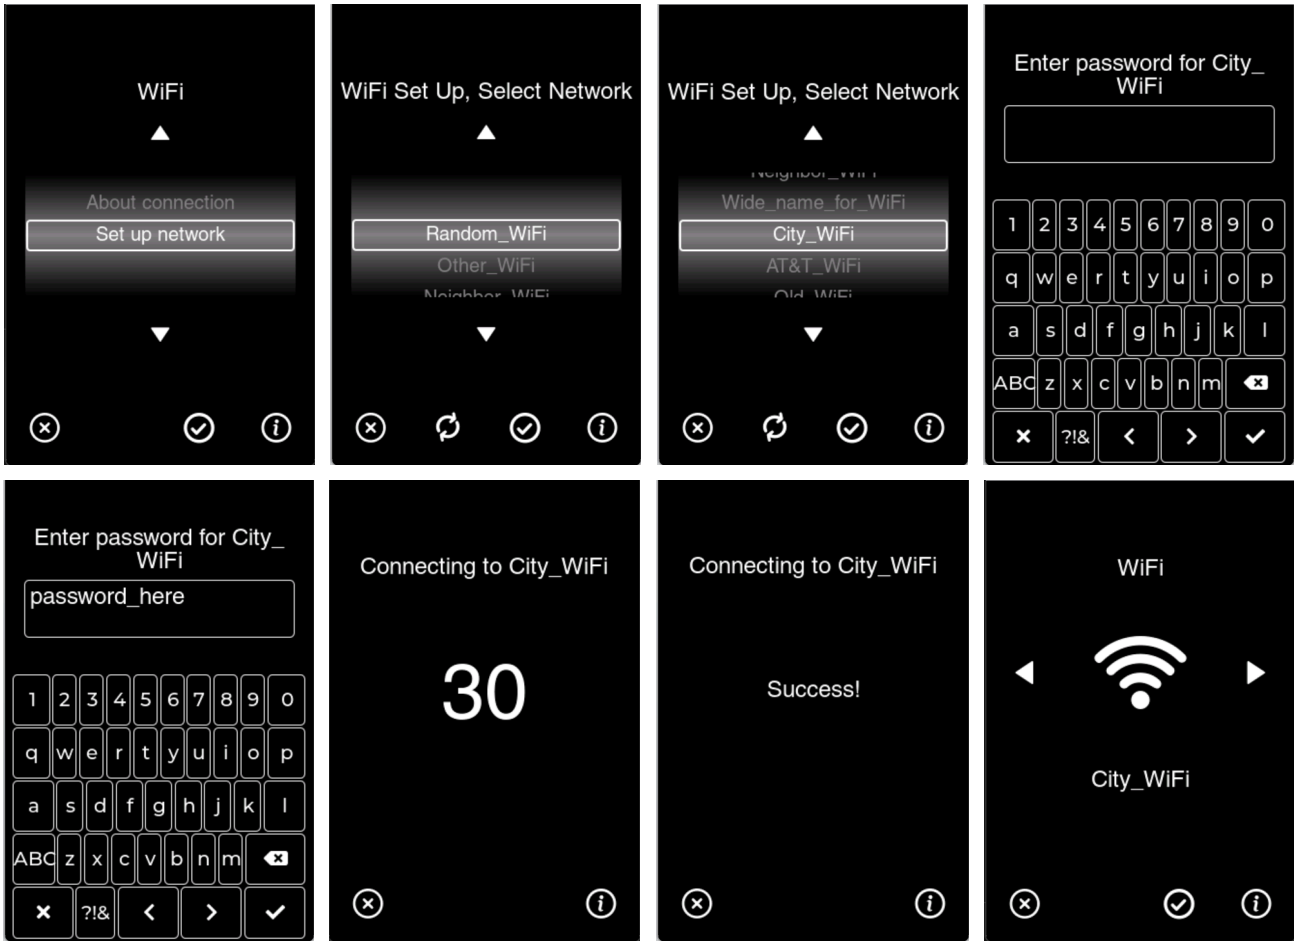 WiFi
About connection
Set up network
WiFi Set Up, Select Network
Random_WiFi
Other_WiFi
Neighbor_WiFi
WiFi Set Up, Select Network
Neighbor_WiFi
Wide_name_for_WiFi
City_WiFi
AT&T_WiFi
Old_WiFi
Enter password for City_
WiFi
1 2 3 4 5 6 7 8 9 0
q w e r t y u i o p
a s d f g h j k l
ABC z x c v b n m
?!&
Enter password for City_
WiFi
password_here
1 2 3 4 5 6 7 8 9 0
q w e r t y u i o p
a s d f g h j k l
ABC z x c v b n m
?!&
Connecting to City_WiFi
30
Connecting to City_WiFi
Success!
WiFi
City_WiFi